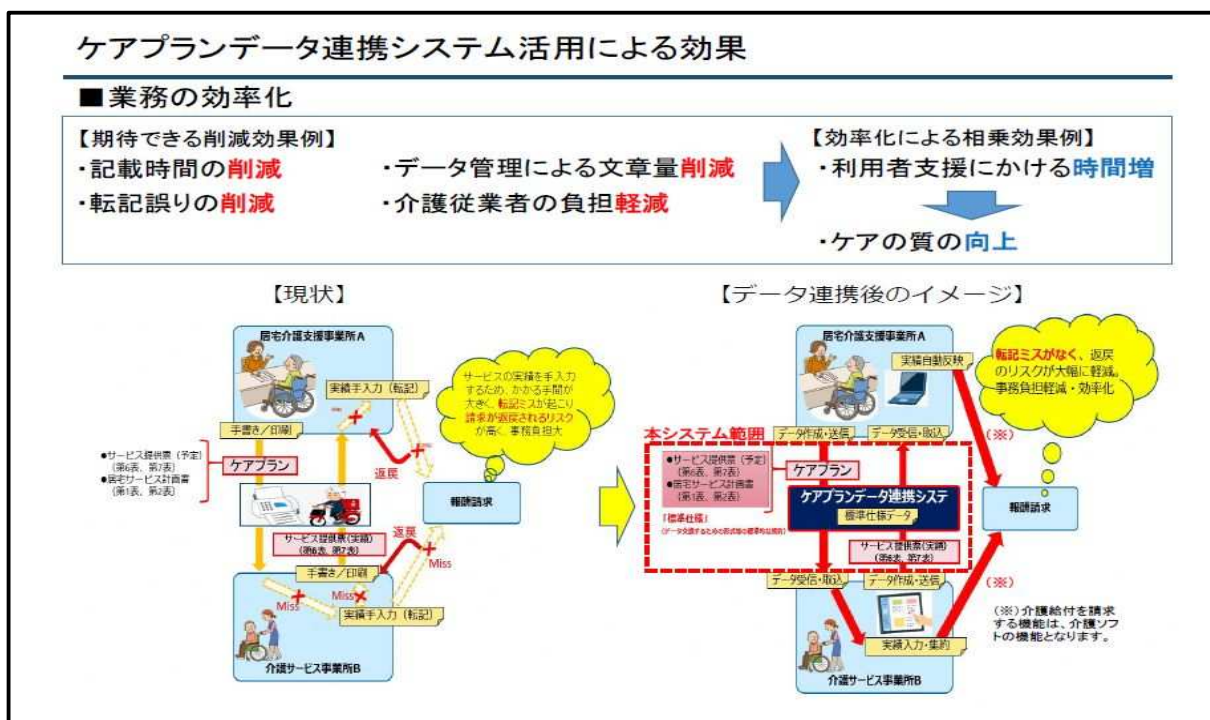 ケアプランデータ連携システム活用による効果
■業務の効率化
【期待できる削減効果例】
・記載時間の削減
・転記誤りの削減
・データ管理による文章量削減
・介護従業者の負担軽減
【効率化による相乗効果例】
・利用者支援にかける時間増
・ケアの質の向上
【現状】
居宅介護支援事業所A
実績手入力（転記）
手書き／印刷
●サービス提供票（予定）
（第6表、第7表）
●居宅サービス計画書
（第1表、第2表）
ケアプラン
返戻
サービスの実績を手入力
するため、かかる手間が
大きく、転記ミスが起こり
請求が返戻されるリスク
が高く、事務負担大
報酬請求
サービス提供票（実績）
（第6表、第7表）
返戻
Miss
手書き／印刷
Miss
Miss
実績手入力（転記）
介護サービス事業所B
【データ連携後のイメージ】
居宅介護支援事業所A
実績自動反映
データ作成・送信
データ受信・取込
転記ミスがなく、返戻
のリスクが大幅に軽減。
事務負担軽減・効率化
本システム範囲
（※）
●サービス提供票（予定）
（第6表、第7表）
●居宅サービス計画書
（第1表、第2表）
ケアプラン
ケアプランデータ連携システ
標準仕様データ
「標準仕様」
報酬請求
サービス提供票（実績）
（第6表、第7表）
データ受信・取込
データ作成・送信
（※）
実績入力・集約
介護サービス事業所B
（※）介護給付を請求
する機能は、介護ソフ
トの機能となります。